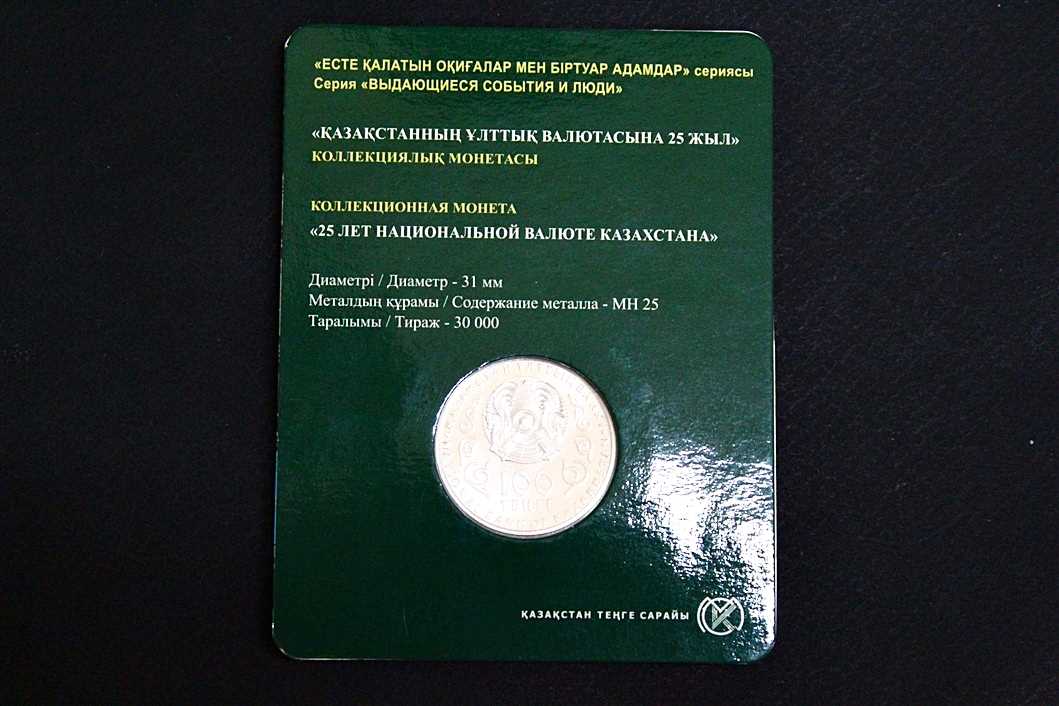 «ЕСТЕ ҚАЛАТЫН ОҚИҒАЛАР МЕН БІРТУАР АДАМДАР» сериясы
Серия «ВЫДАЮЩИЕСЯ СОБЫТИЯ И ЛЮДИ»
«ҚАЗАҚСТАННЫҢ ҰЛТТЫҚ ВАЛЮТАСЫНА 25 ЖЫЛ»
КОЛЛЕКЦИЯЛЫҚ МОНЕТАСЫ
КОЛЛЕКЦИОННАЯ МОНЕТА
«25 ЛЕТ НАЦИОНАЛЬНОЙ ВАЛЮТЕ КАЗАХСТАНА»
Диаметрі / Диаметр - 31 мм
Металдың құрамы / Содержание металла - МН 25
Таралымы / Тираж - 30 000
100
ҚАЗАҚСТАН ТЕҢГЕ САРАЙЫ